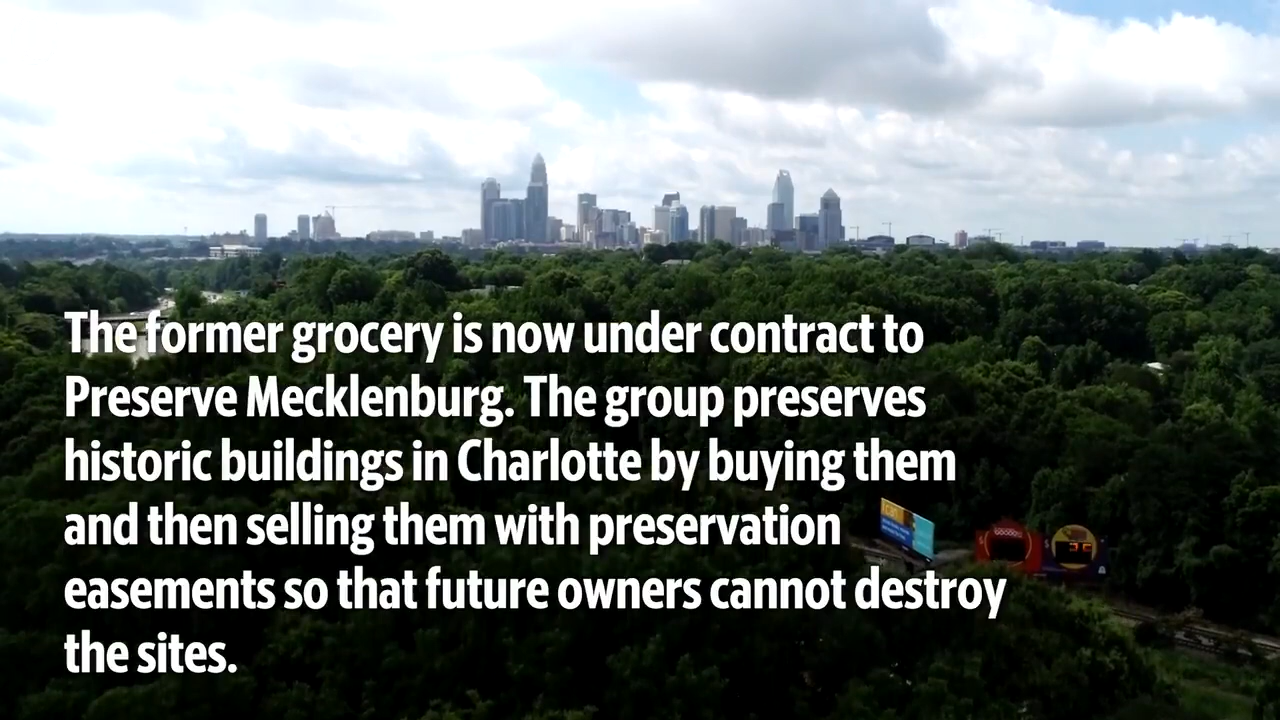 The former grocery is now under contract to
Preserve Mecklenburg. The group preserves
historic buildings in Charlotte by buying them
and then selling them with preservation
easements so that future owners cannot destroy
the sites.